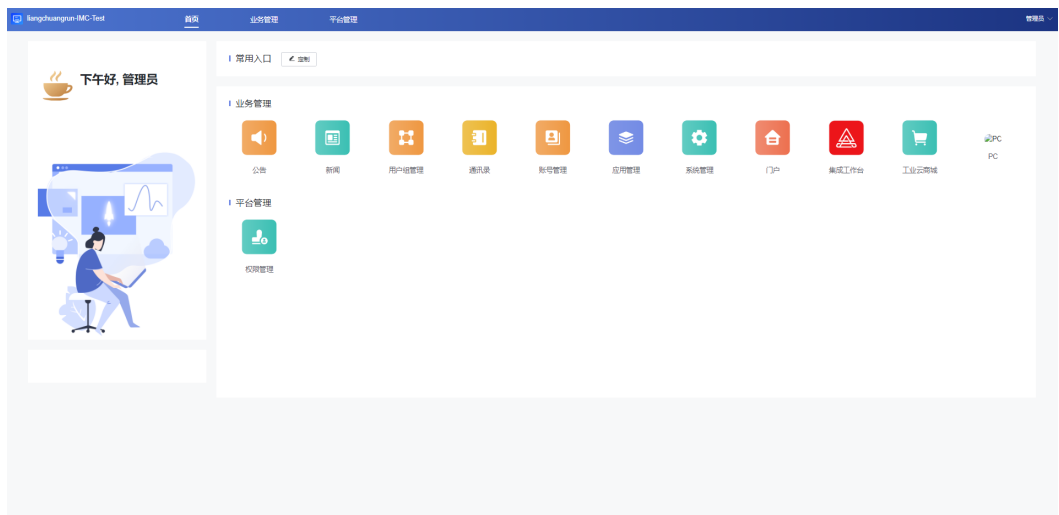 liangchuangrun-IMC-Test 首页 业务管理 平台管理 管理员
下午好, 管理员
常用入口 定制
业务管理
公告 新闻 用户组管理 通讯录 账号管理 应用管理 系统管理 门户 集成工作台 工业云商城 PC
PC
平台管理
权限管理